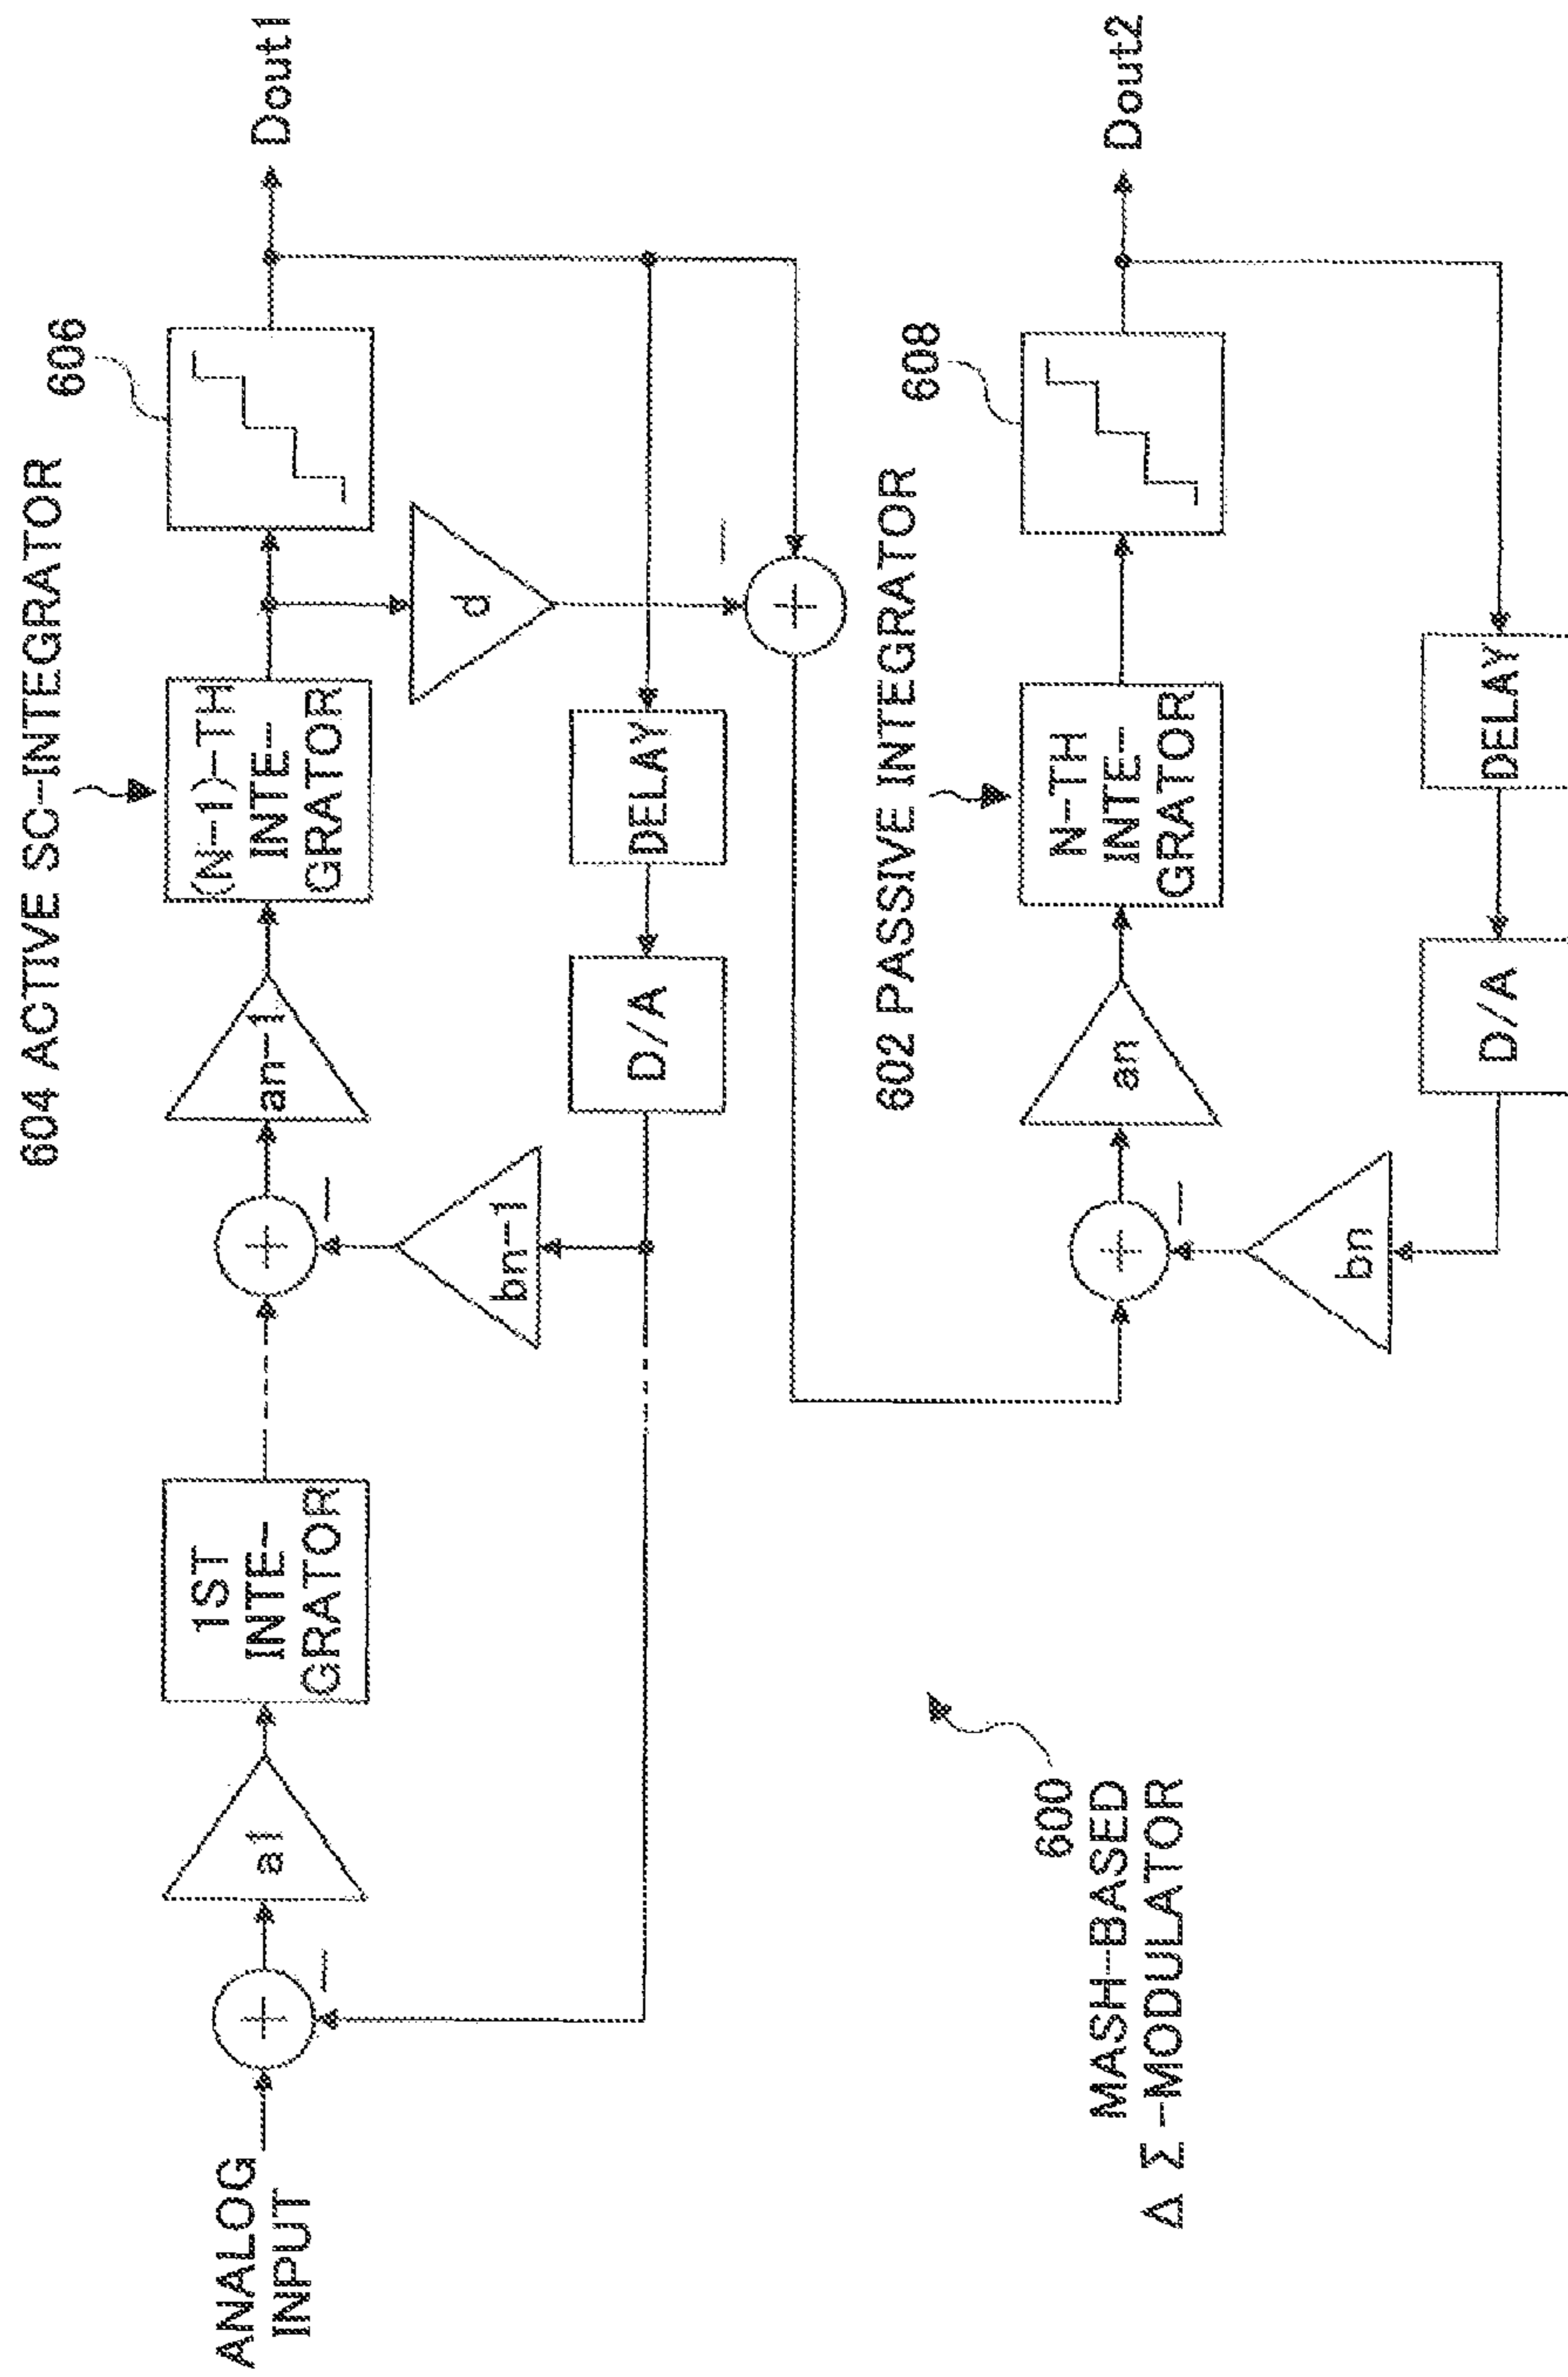 604 ACTIVE SC-INTEGRATOR
606
ANALOG
INPUT
a1
1ST
INTE-
GRATOR
an-1
(N-1)-TH
INTE-
GRATOR
Dout1
bn-1
d
D/A
DELAY
602 PASSIVE INTEGRATOR
608
an
N-TH
INTE-
GRATOR
Dout2
bn
D/A
DELAY
600
MASH-BASED
Δ Σ -MODULATOR